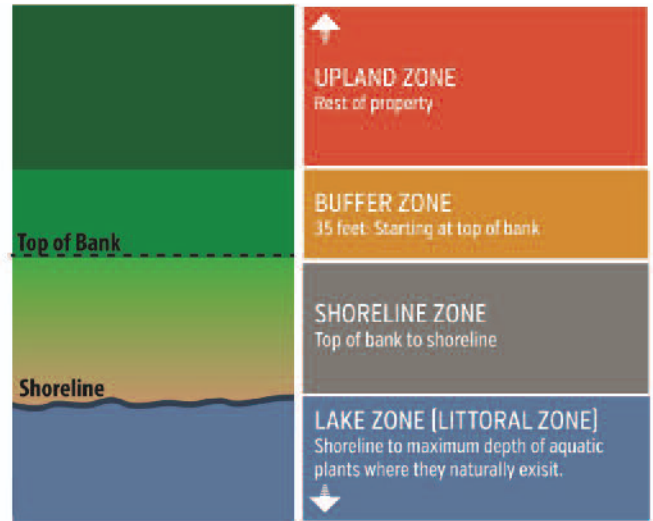 UPLAND ZONE
Rest of property
BUFFER ZONE
35 feet: Starting at top of bank
Top of Bank
SHORELINE ZONE
Top of bank to shoreline
Shoreline
LAKE ZONE [LITTORAL ZONE]
Shoreline to maximum depth of aquatic
plants where they naturally exisit.